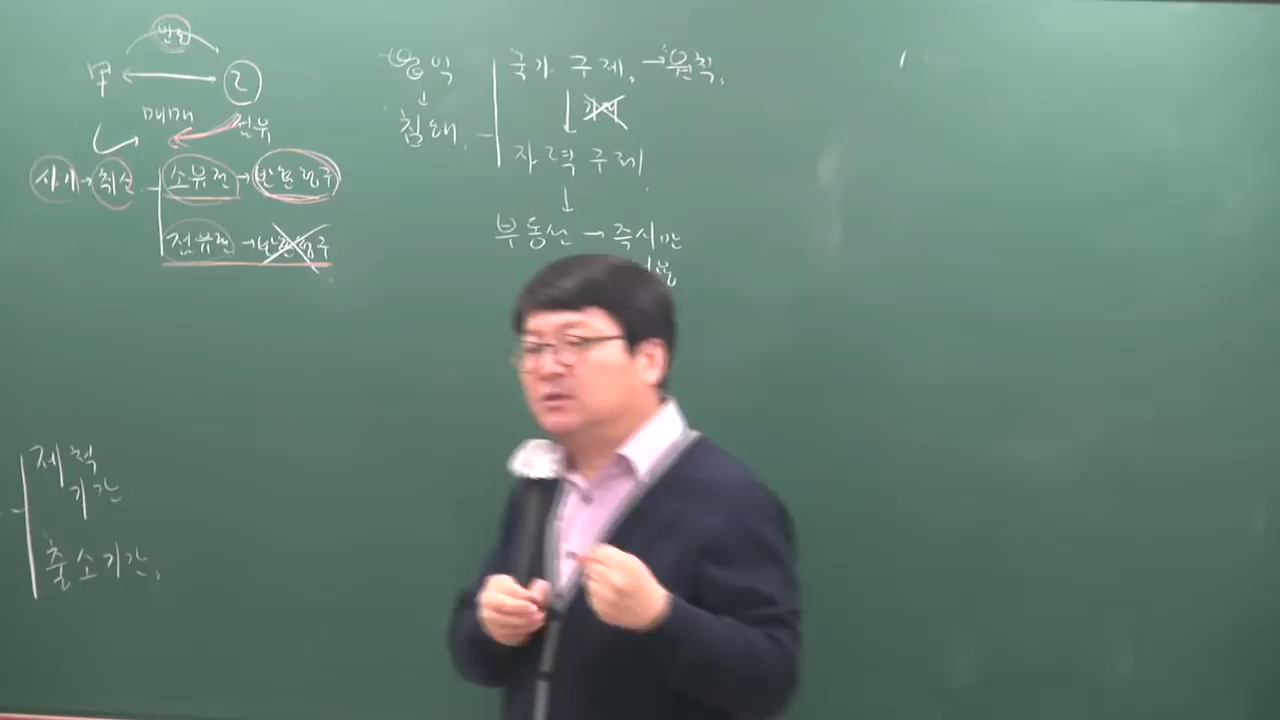 반환
甲 乙
매매
점유
사기 → 취소
소유권 → 반환청구
점유권 → 반환청구
침해
국가 구제 → 원칙
자력 구제
↓
부동산 → 즉시만
제척
기간
출소기간